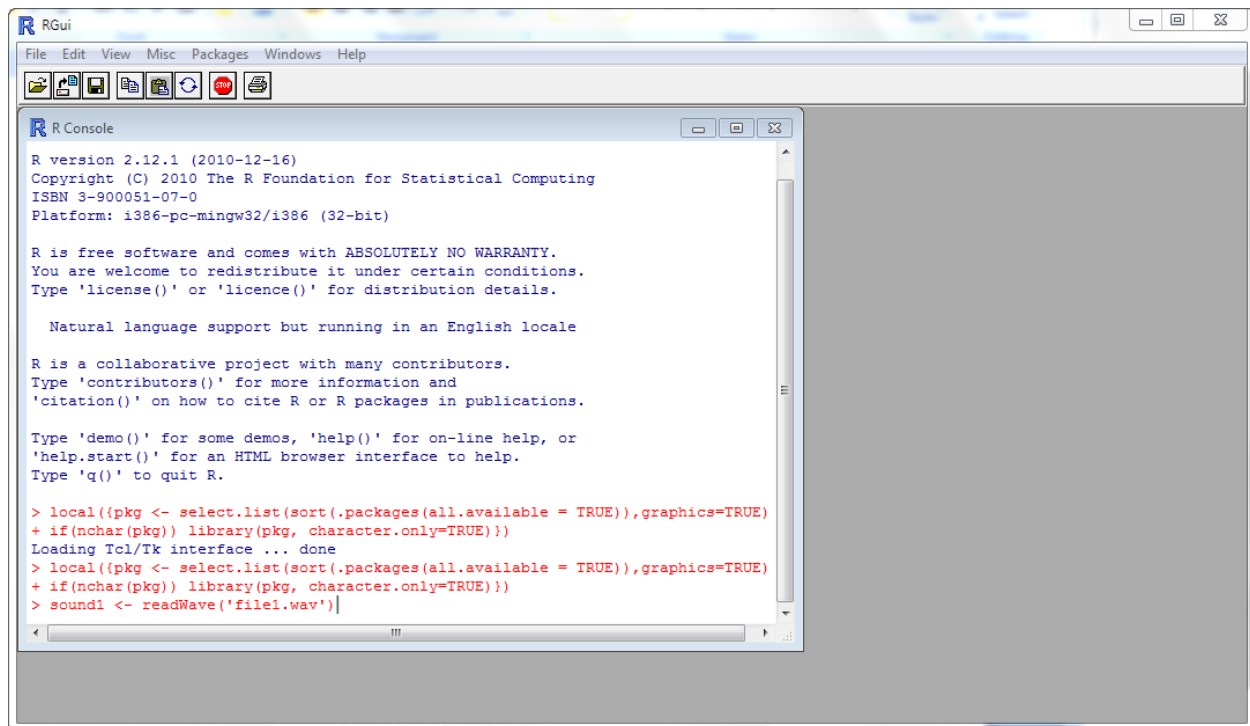 RGui
File Edit View Misc Packages Windows Help
STOP
R Console
R version 2.12.1 (2010-12-16)
Copyright (C) 2010 The R Foundation for Statistical Computing
ISBN 3-900051-07-0
Platform: i386-pc-mingw32/i386 (32-bit)
R is free software and comes with ABSOLUTELY NO WARRANTY.
You are welcome to redistribute it under certain conditions.
Type 'license()' or 'licence()' for distribution details.
Natural language support but running in an English locale
R is a collaborative project with many contributors.
Type 'contributors()' for more information and
'citation()' on how to cite R or R packages in publications.
Type 'demo()' for some demos, 'help()' for on-line help, or
'help.start()' for an HTML browser interface to help.
Type 'q()' to quit R.
> local({pkg <- select.list(sort(.packages(all.available = TRUE)),graphics=TRUE)
+ if(nchar(pkg)) library(pkg, character.only=TRUE)})
Loading Tcl/Tk interface ... done
> local({pkg <- select.list(sort(.packages(all.available = TRUE)),graphics=TRUE)
+ if(nchar(pkg)) library(pkg, character.only=TRUE)})
> sound1 <- readWave('file1.wav')